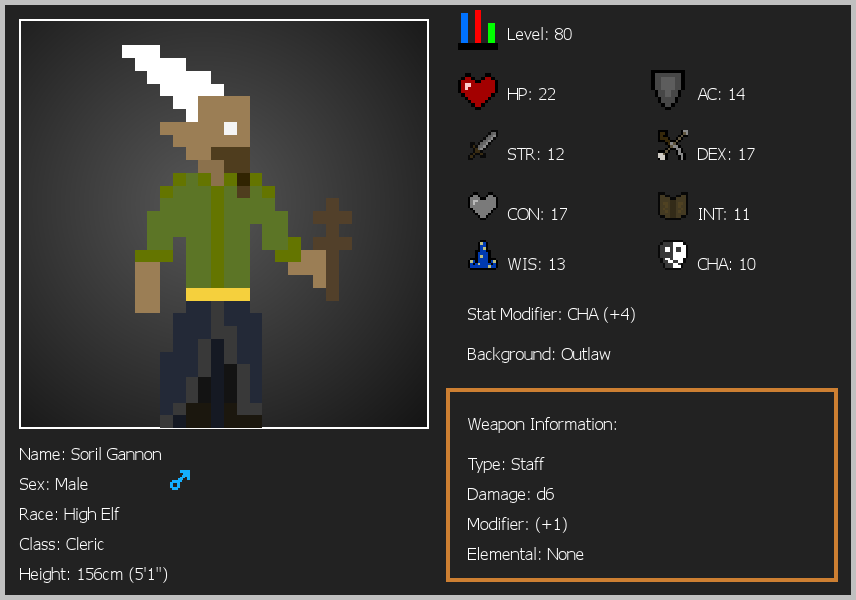 Level: 80
HP: 22
AC: 14
STR: 12
DEX: 17
CON: 17
INT: 11
WIS: 13
CHA: 10
Stat Modifier: CHA (+4)
Background: Outlaw
Weapon Information:
Type: Staff
Damage: d6
Modifier: (+1)
Elemental: None
Name: Soril Gannon
Sex: Male
Race: High Elf
Class: Cleric
Height: 156cm (5'1")